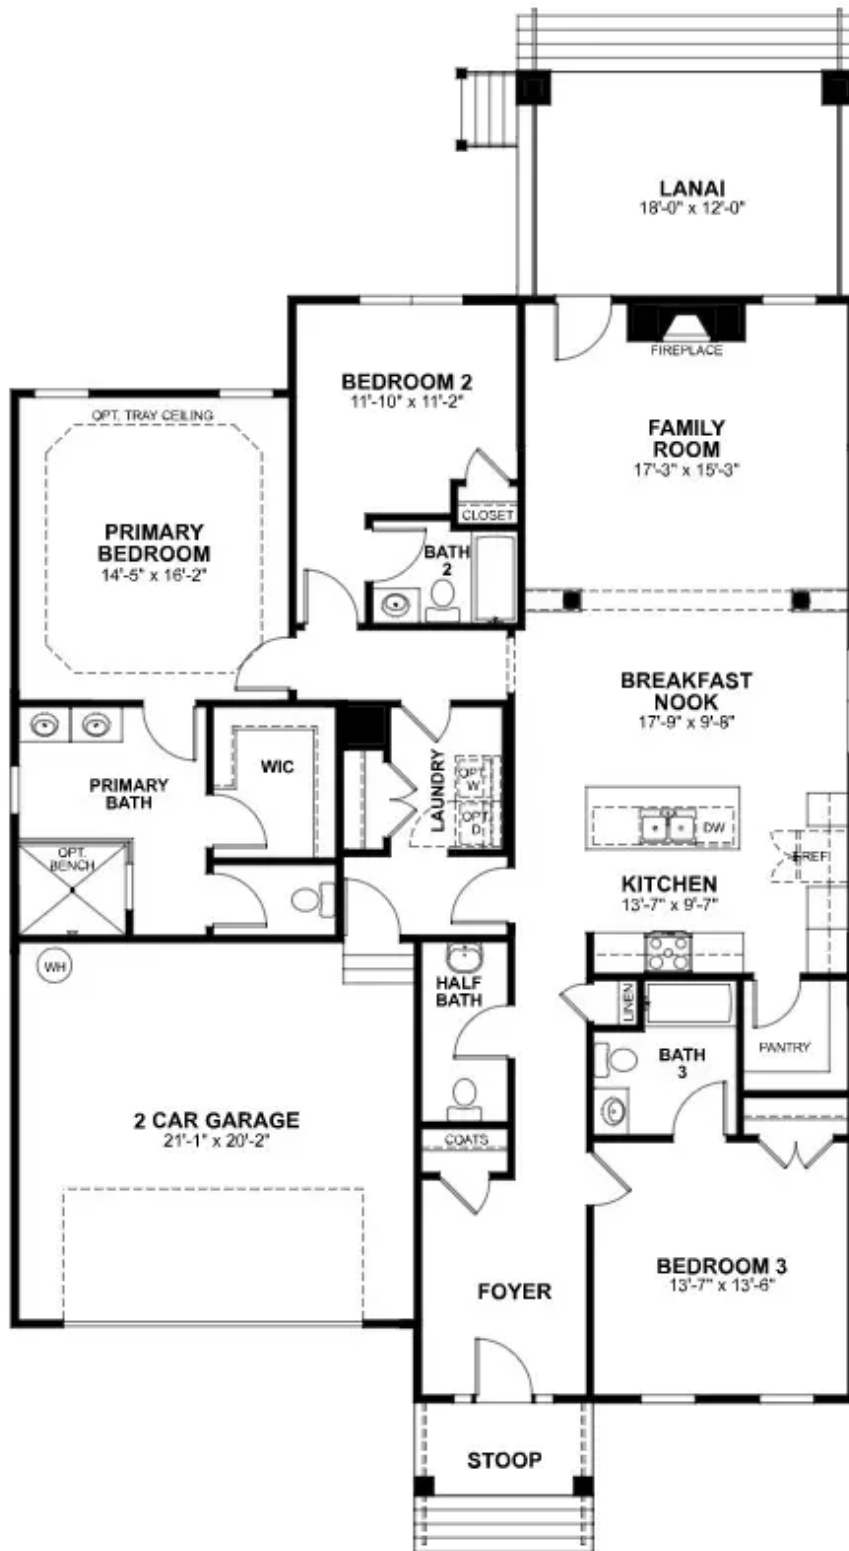 LANAI
18'-0" x 12'-0"
FIREPLACE
BEDROOM 2
11'-10" x 11'-2"
FAMILY
ROOM
17'-3" x 15'-3"
OPT. TRAY CEILING
CLOSET
PRIMARY
BEDROOM
14'-5" x 16'-2"
BATH
2
BREAKFAST
NOOK
17'-9" x 9'-8"
WIC
LAUNDRY
OPT.
W
OPT.
D
PRIMARY
BATH
OPT.
BENCH
DW
REF
KITCHEN
13'-7" x 9'-7"
WH
HALF
BATH
LINEN
BATH
3
PANTRY
2 CAR GARAGE
21'-1" x 20'-2"
COATS
BEDROOM 3
13'-7" x 13'-6"
FOYER
STOOP